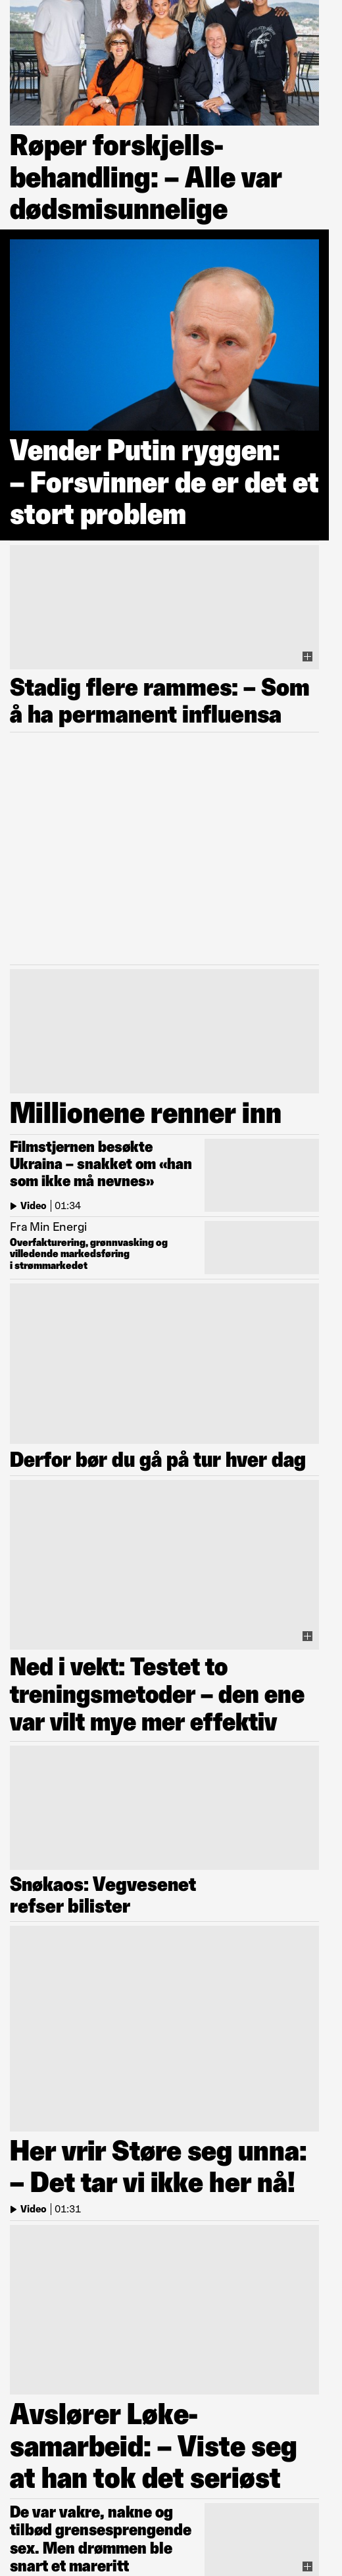 Røper forskjells-
behandling: – Alle var
dødsmisunnelige
Vender Putin ryggen:
– Forsvinner de er det et
stort problem
Stadig flere rammes: – Som
å ha permanent influensa
Millionene renner inn
Filmstjernen besøkte
Ukraina – snakket om «han
som ikke må nevnes»
Video | 01:34
Fra Min Energi
Overfakturering, grønnvasking og
villedende markedsføring
i strømmarkedet
Derfor bør du gå på tur hver dag
Ned i vekt: Testet to
treningsmetoder – den ene
var vilt mye mer effektiv
Snøkaos: Vegvesenet
refser bilister
Her vrir Støre seg unna:
– Det tar vi ikke her nå!
Video | 01:31
Avslører Løke-
samarbeid: – Viste seg
at han tok det seriøst
De var vakre, nakne og
tilbød grensesprengende
sex. Men drømmen ble
snart et mareritt